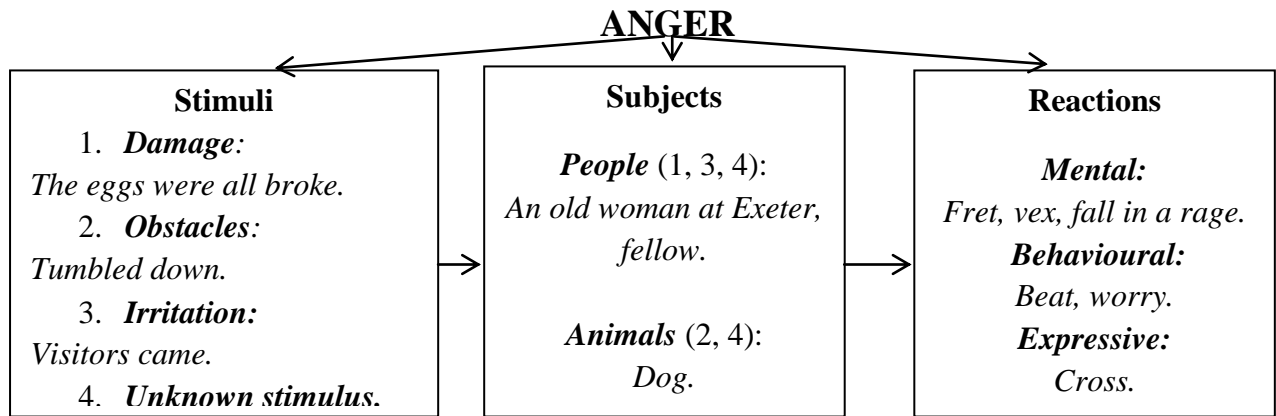 ANGER
Stimuli
1. Damage:
The eggs were all broke.
2. Obstacles:
Tumbled down.
3. Irritation:
Visitors came.
4. Unknown stimulus.
Subjects
People (1, 3, 4):
An old woman at Exeter,
fellow.
Animals (2, 4):
Dog.
Reactions
Mental:
Fret, vex, fall in a rage.
Behavioural:
Beat, worry.
Expressive:
Cross.